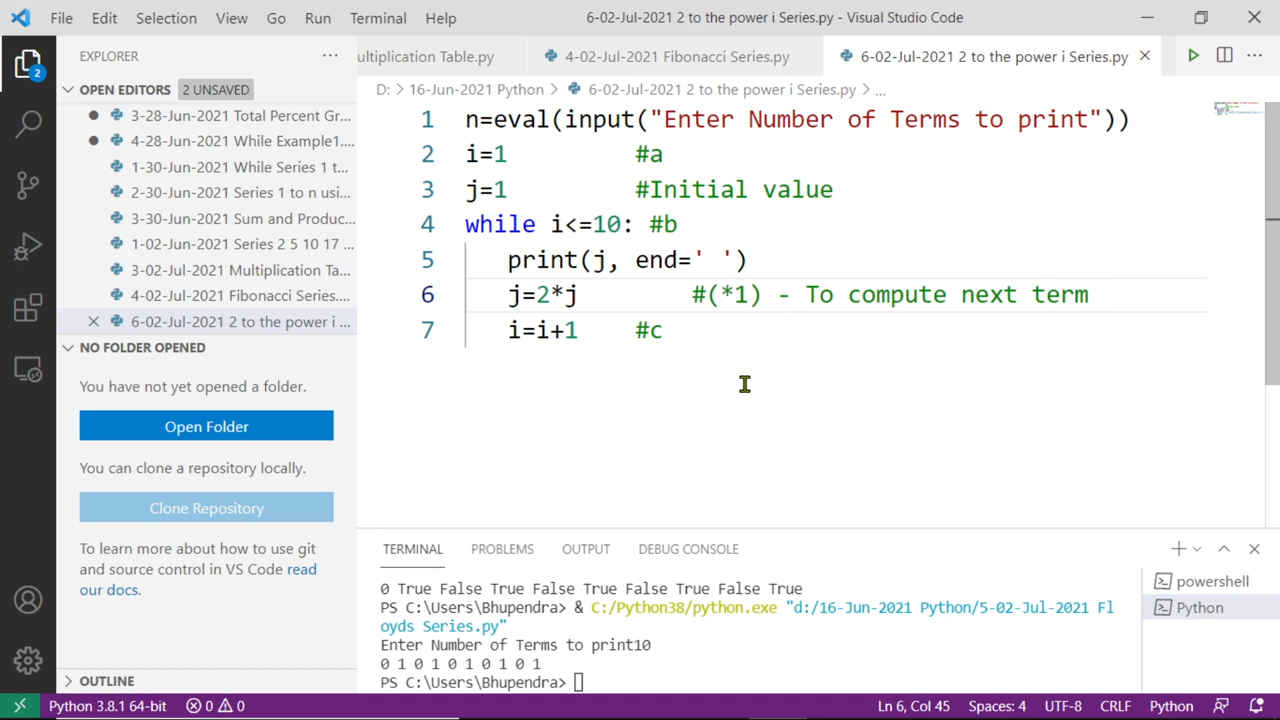 File Edit Selection View Go Run Terminal Help 6-02-Jul-2021 2 to the power i Series.py - Visual Studio Code
EXPLORER ...
OPEN EDITORS 2 UNSAVED
3-28-Jun-2021 Total Percent Gr...
4-28-Jun-2021 While Example1....
1-30-Jun-2021 While Series 1 t...
2-30-Jun-2021 Series 1 to n usi...
3-30-Jun-2021 Sum and Produc...
1-02-Jul-2021 Series 2 5 10 17 ...
3-02-Jul-2021 Multiplication Ta...
4-02-Jul-2021 Fibonacci Series....
6-02-Jul-2021 2 to the power i ...
NO FOLDER OPENED
You have not yet opened a folder.
Open Folder
You can clone a repository locally.
Clone Repository
To learn more about how to use git
and source control in VS Code read
our docs.
OUTLINE
2
ultiplication Table.py 4-02-Jul-2021 Fibonacci Series.py 6-02-Jul-2021 2 to the power i Series.py ...
D: > 16-Jun-2021 Python > 6-02-Jul-2021 2 to the power i Series.py > ...
1 n=eval(input("Enter Number of Terms to print"))
2 i=1 #a
3 j=1 #Initial value
4 while i<=10: #b
5 print(j, end=' ')
6 j=2*j #(*1) - To compute next term
7 i=i+1 #c
TERMINAL PROBLEMS OUTPUT DEBUG CONSOLE
0 True False True False True False True False True
PS C:\Users\Bhupendra> & C:/Python38/python.exe "d:/16-Jun-2021 Python/5-02-Jul-2021 Fl
oyds Series.py"
Enter Number of Terms to print10
0 1 0 1 0 1 0 1 0 1
PS C:\Users\Bhupendra>
powershell
Python
Python 3.8.1 64-bit 0 0 Ln 6, Col 45 Spaces: 4 UTF-8 CRLF Python